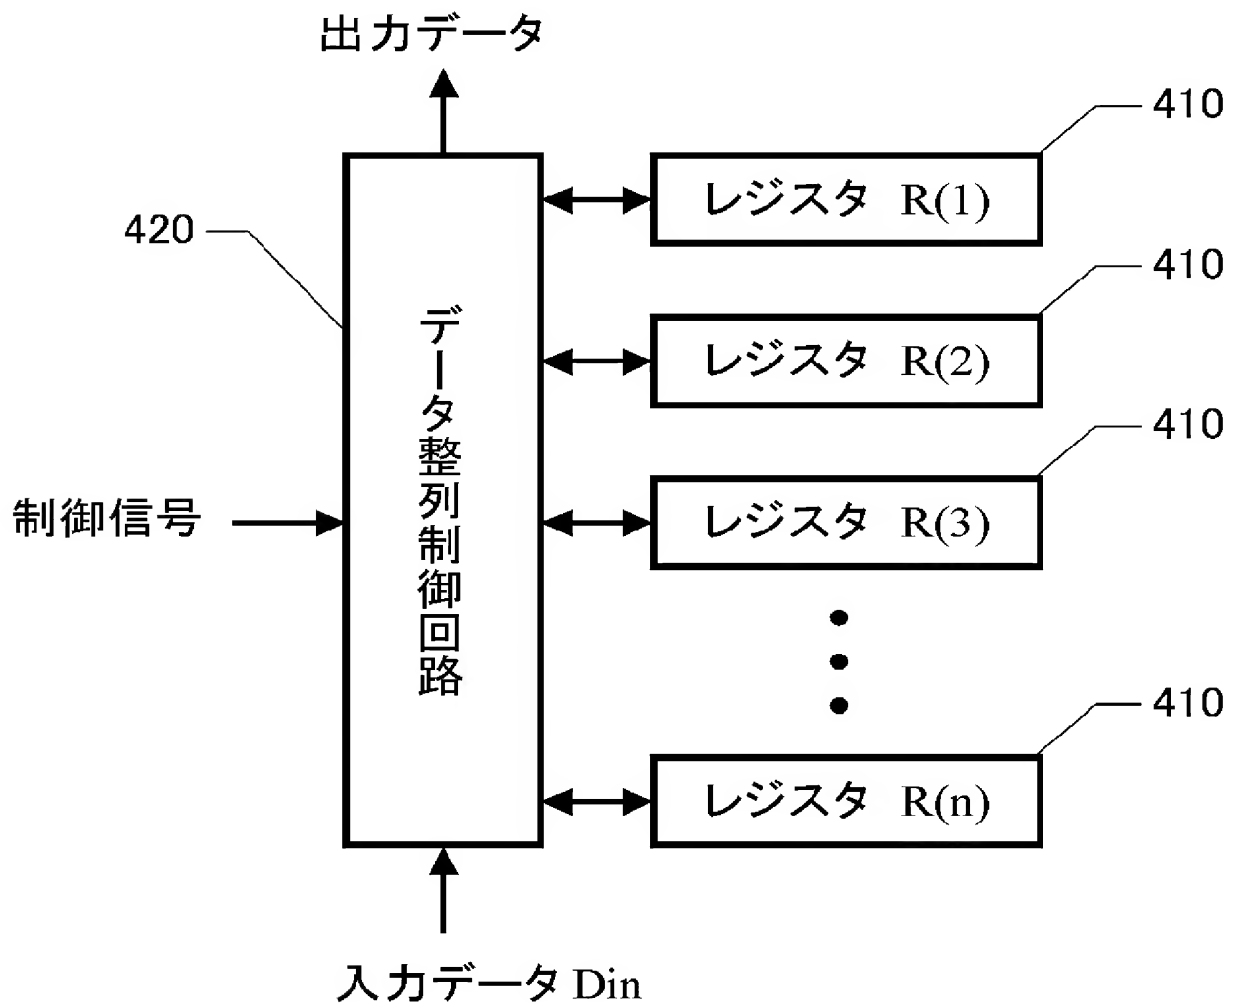 出力データ
410
レジスタ R(1)
420
410
レジスタ R(2)
データ整列制御回路
410
レジスタ R(3)
制御信号
410
レジスタ R(n)
入力データ Din